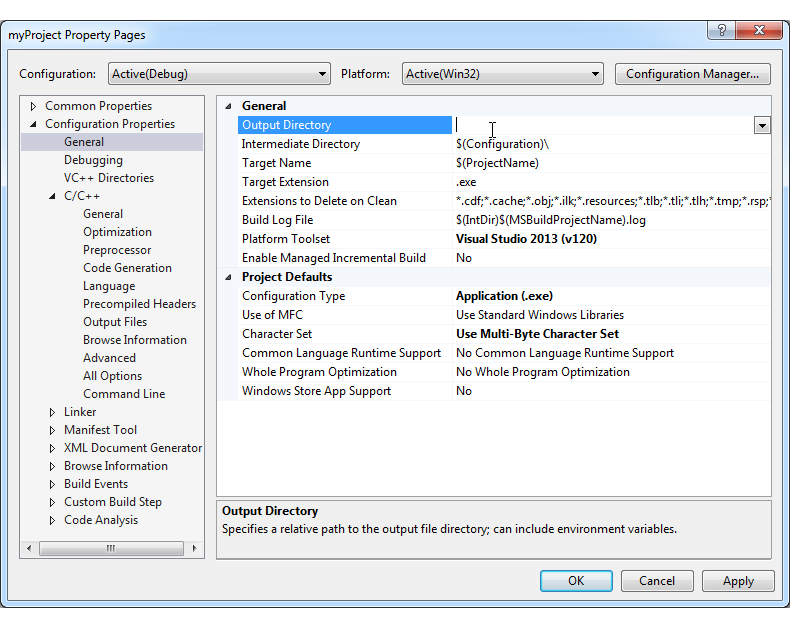 myProject Property Pages
?
Configuration: Active(Debug) Platform: Active(Win32) Configuration Manager...
Common Properties
Configuration Properties
General
Debugging
VC++ Directories
C/C++
General
Optimization
Preprocessor
Code Generation
Language
Precompiled Headers
Output Files
Browse Information
Advanced
All Options
Command Line
Linker
Manifest Tool
XML Document Generator
Browse Information
Build Events
Custom Build Step
Code Analysis
General
Output Directory
Intermediate Directory $(Configuration)\
Target Name $(ProjectName)
Target Extension .exe
Extensions to Delete on Clean *.cdf;*.cache;*.obj;*.ilk;*.resources;*.tlb;*.tli;*.tlh;*.tmp;*.rsp;*
Build Log File $(IntDir)$(MSBuildProjectName).log
Platform Toolset Visual Studio 2013 (v120)
Enable Managed Incremental Build No
Project Defaults
Configuration Type Application (.exe)
Use of MFC Use Standard Windows Libraries
Character Set Use Multi-Byte Character Set
Common Language Runtime Support No Common Language Runtime Support
Whole Program Optimization No Whole Program Optimization
Windows Store App Support No
Output Directory
Specifies a relative path to the output file directory; can include environment variables.
OK Cancel Apply